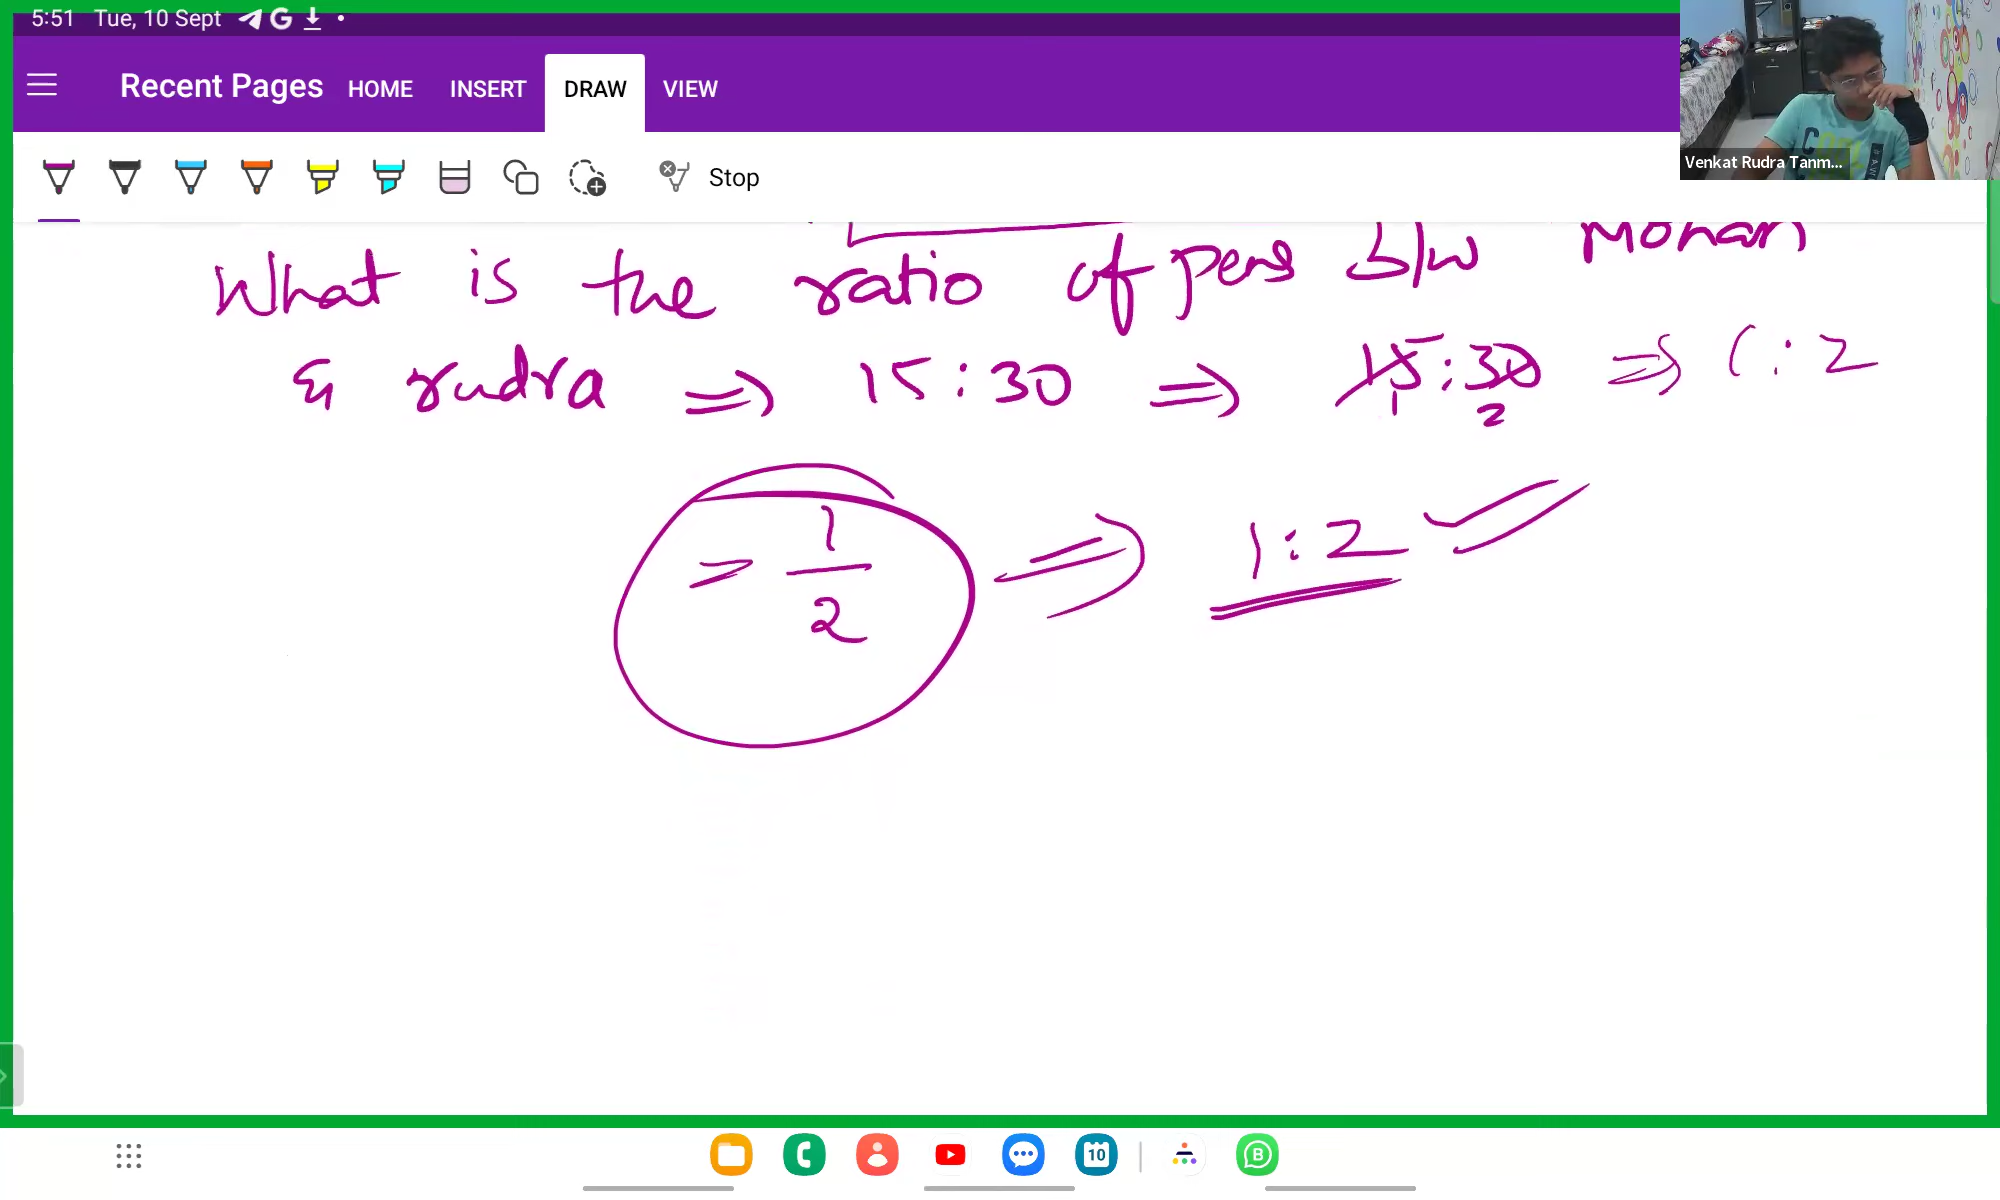 5:51 Tue, 10 Sept
Recent Pages HOME INSERT DRAW VIEW
Stop
Venkat Rudra Tanm...
What is the ratio of pens b/w Mohan
& rudra ⇒ 15:30 ⇒ 15:30 ⇒ 1:2
1 2
= 1/2 ⇒ 1:2
10
B